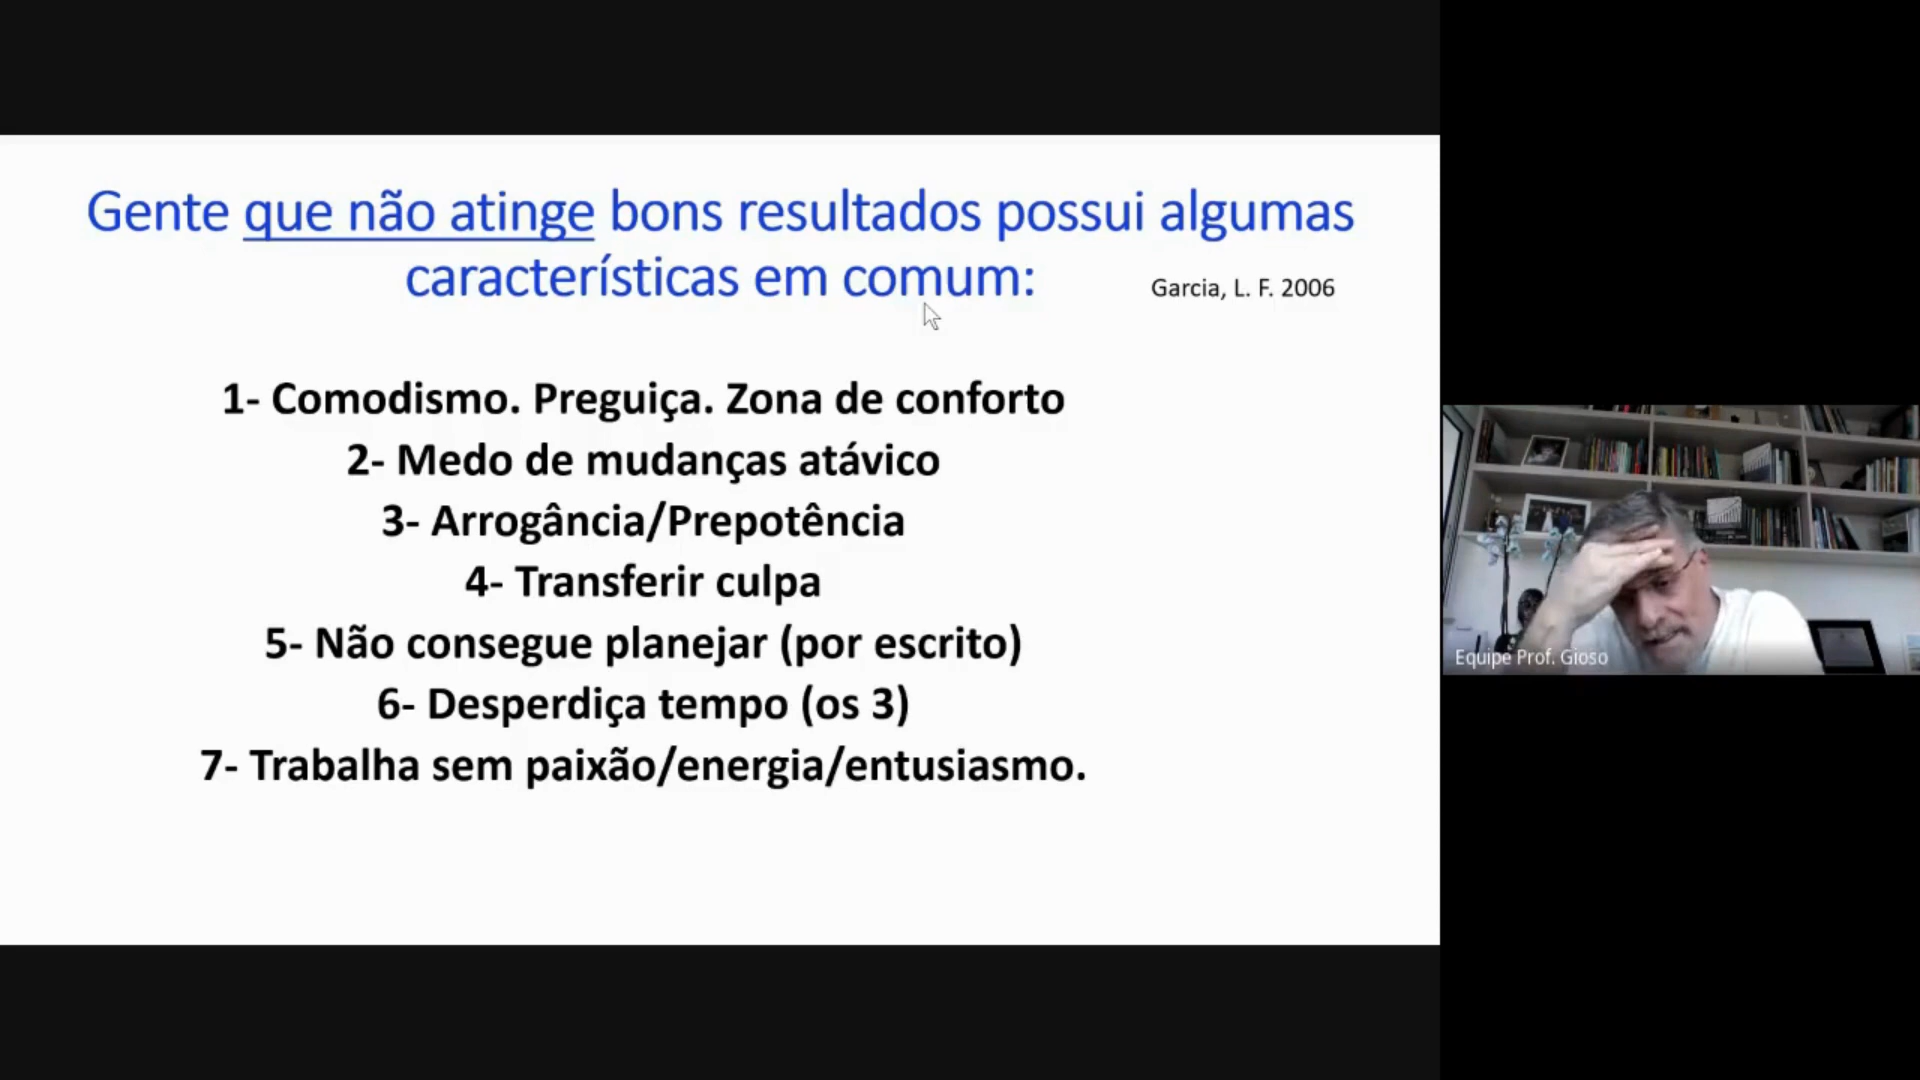 Gente que não atinge bons resultados possui algumas
características em comum:
Garcia, L. F. 2006
1- Comodismo. Preguiça. Zona de conforto
2- Medo de mudanças atávico
3- Arrogância/Prepotência
4- Transferir culpa
5- Não consegue planejar (por escrito)
6- Desperdiça tempo (os 3)
7- Trabalha sem paixão/energia/entusiasmo.
Equipe Prof. Gioso